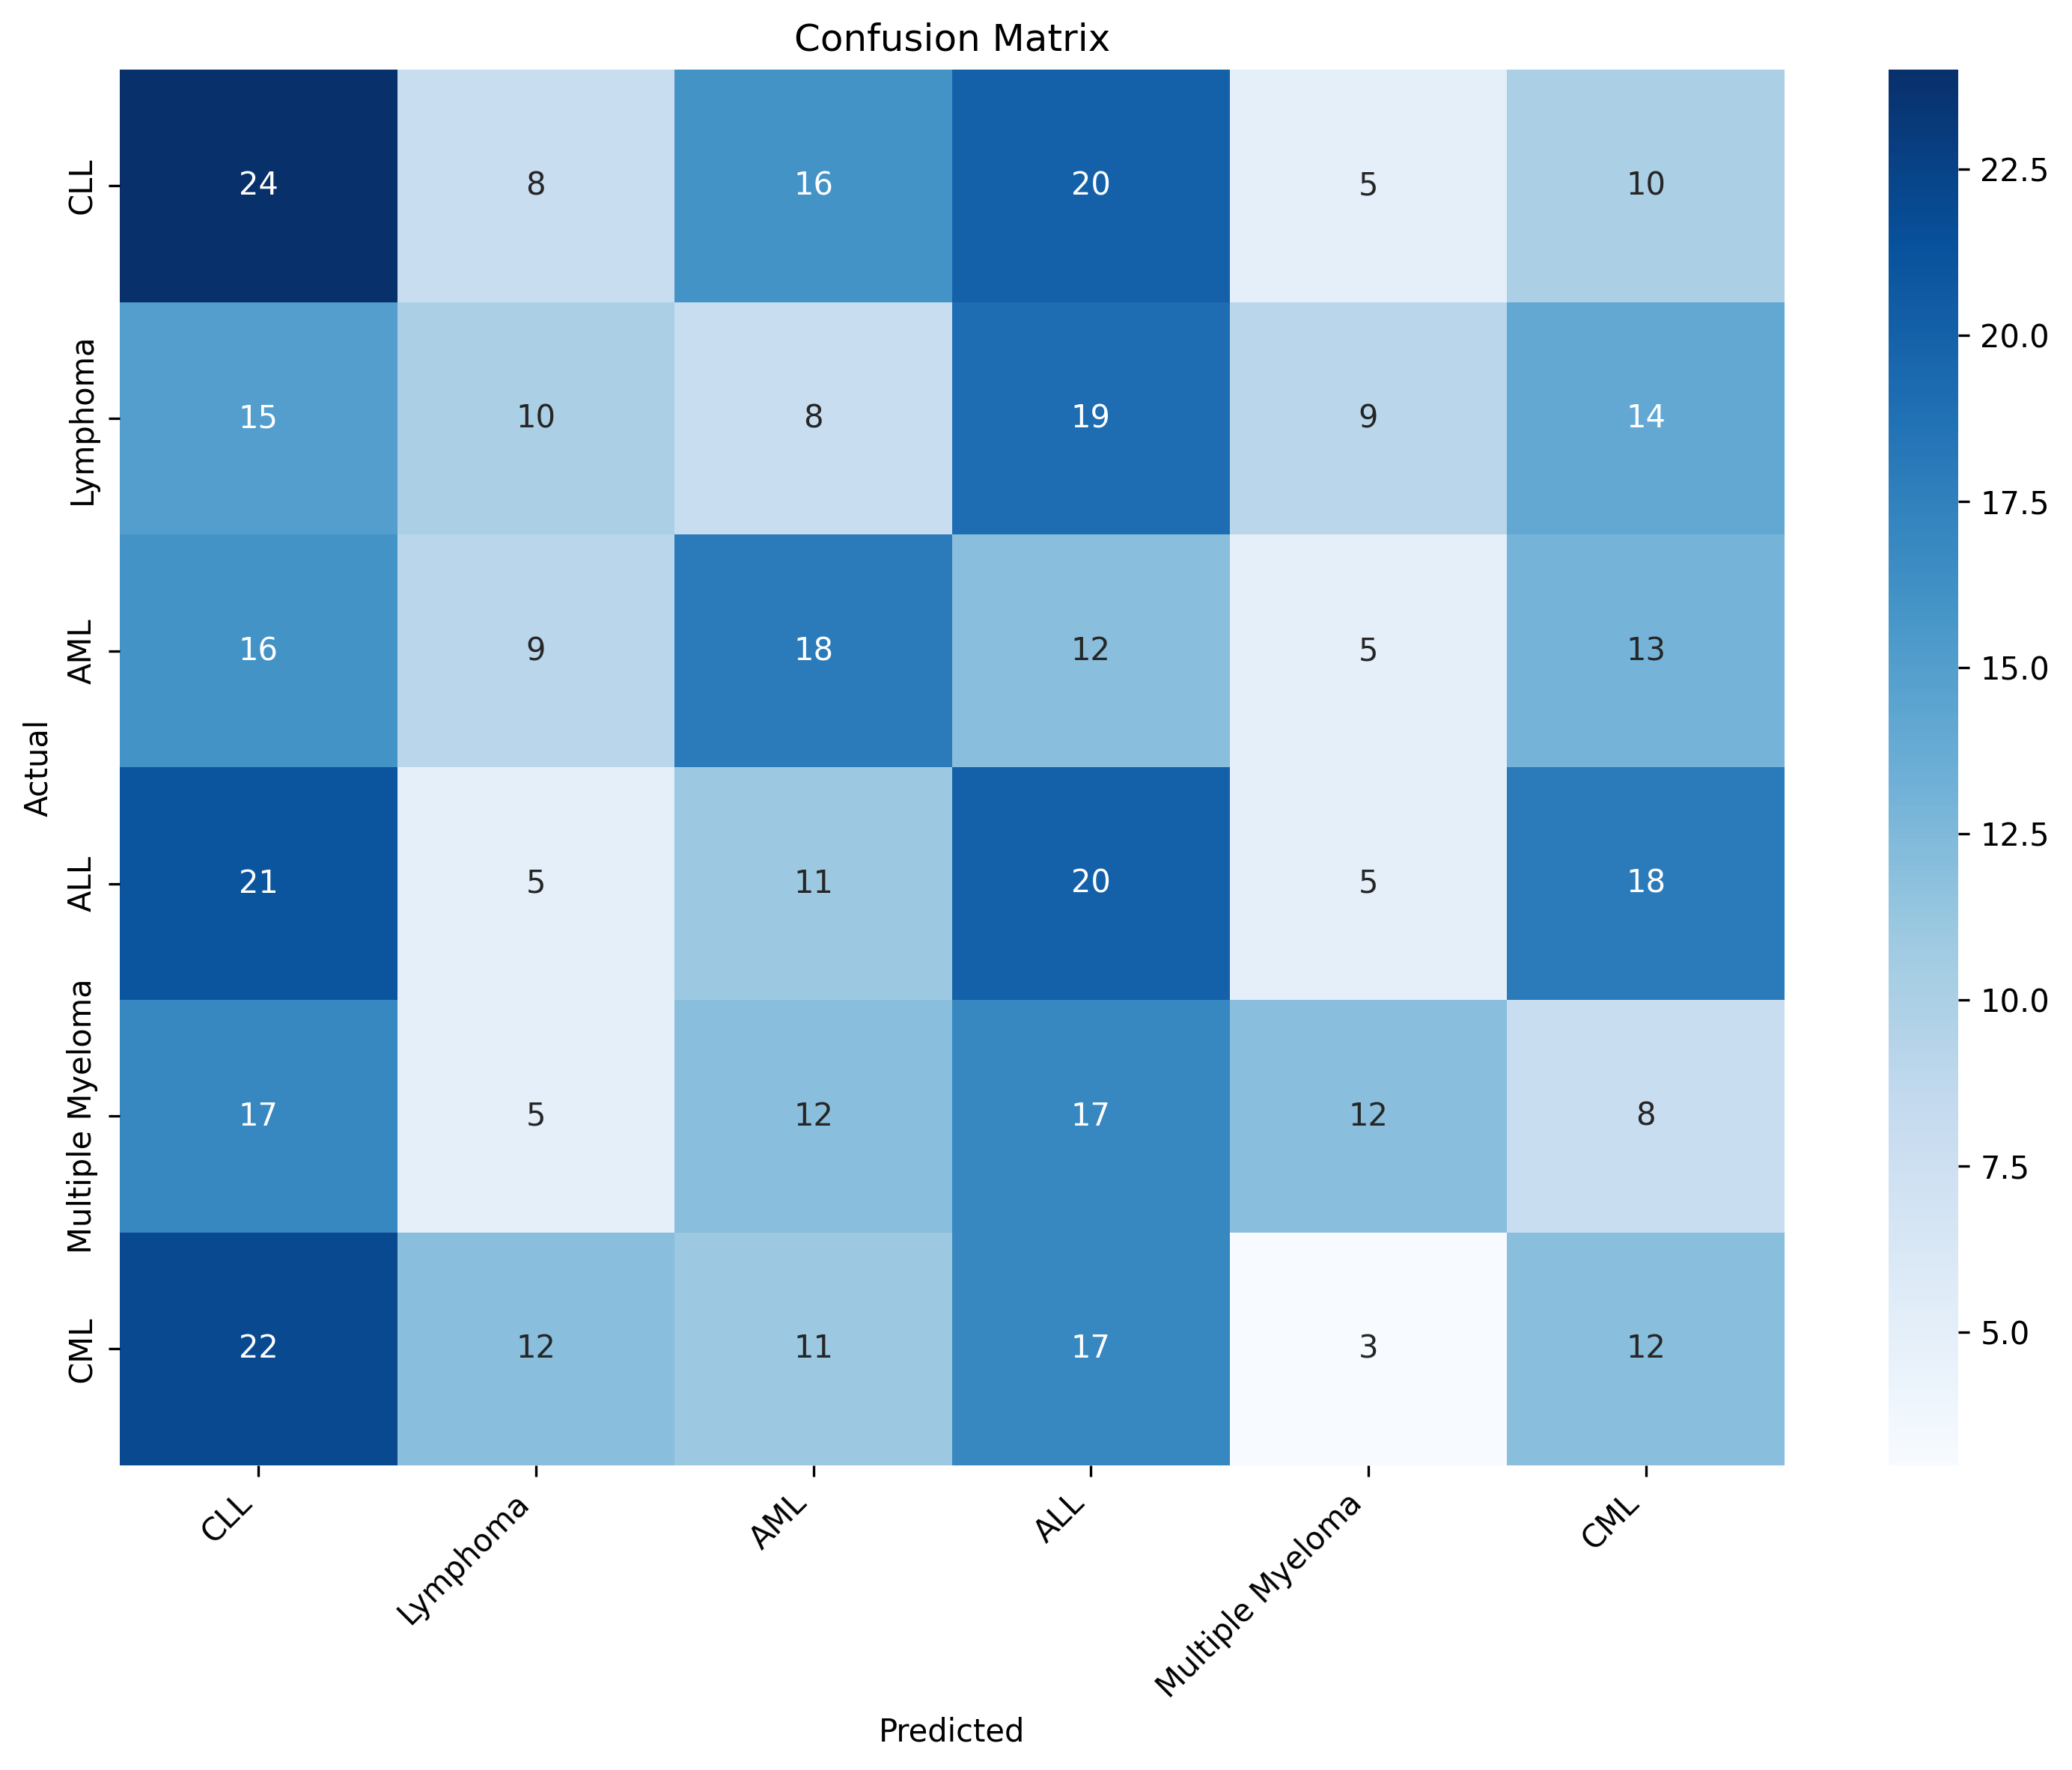 Confusion Matrix
Actual
CLL
24 8 16 20 5 10
Lymphoma
15 10 8 19 9 14
AML
16 9 18 12 5 13
ALL
21 5 11 20 5 18
Multiple Myeloma
17 5 12 17 12 8
CML
22 12 11 17 3 12
CLL Lymphoma AML ALL Multiple Myeloma CML
Predicted
22.5
20.0
17.5
15.0
12.5
10.0
7.5
5.0